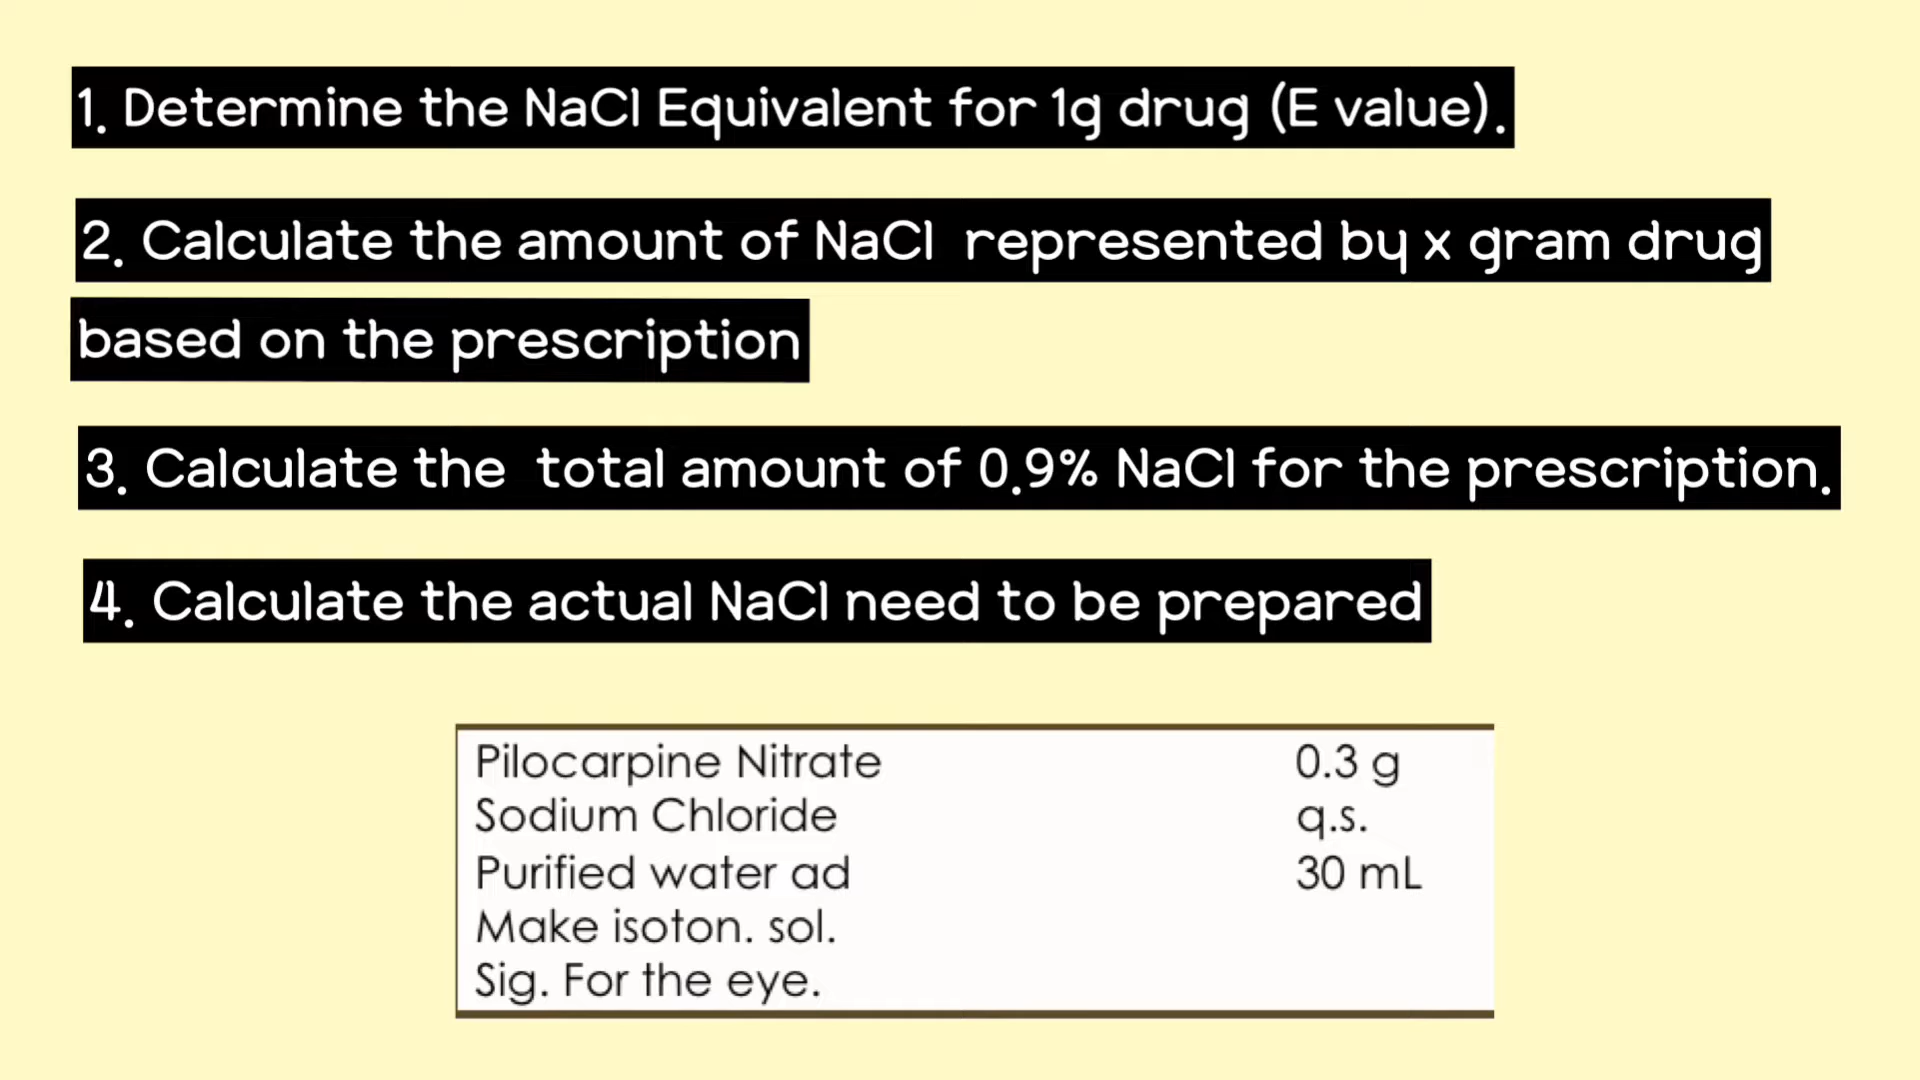 1. Determine the NaCl Equivalent for 1g drug (E value).
2. Calculate the amount of NaCl represented by x gram drug
based on the prescription
3. Calculate the total amount of 0.9% NaCl for the prescription.
4. Calculate the actual NaCl need to be prepared
Pilocarpine Nitrate 0.3 g
Sodium Chloride q.s.
Purified water ad 30 mL
Make isoton. sol.
Sig. For the eye.